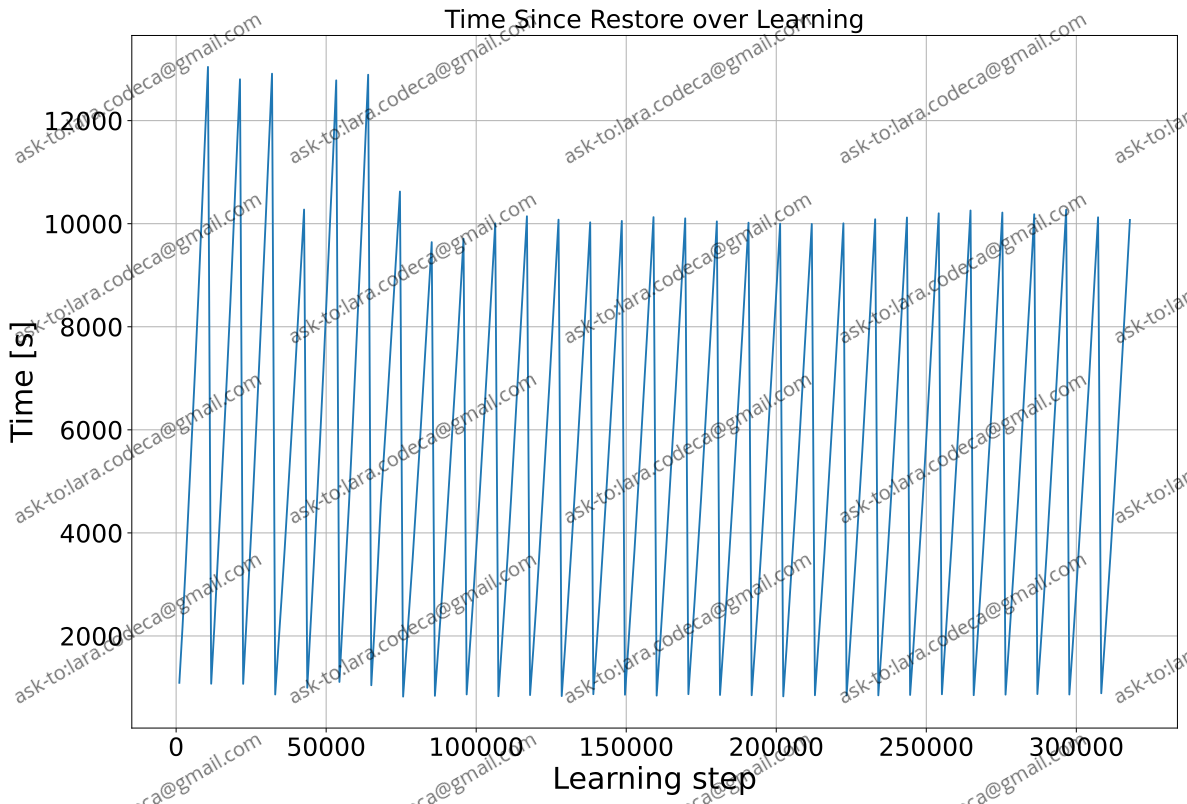 Time Since Restore over Learning
12000
10000
8000
6000
4000
2000
Time [s]
0 50000 100000 150000 200000 250000 300000
Learning step
ask-to:lara.codeca@gmail.com